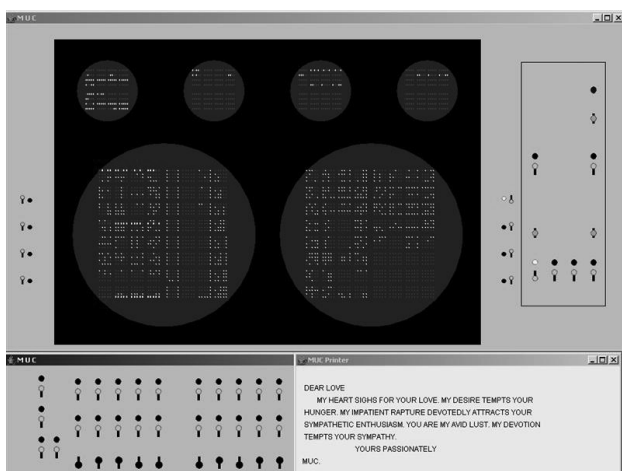 MUC
MUC
MUC Printer
DEAR LOVE
MY HEART SIGHS FOR YOUR LOVE. MY DESIRE TEMPTS YOUR
HUNGER. MY IMPATIENT RAPTURE DEVOTEDLY ATTRACTS YOUR
SYMPATHETIC ENTHUSIASM. YOU ARE MY AVID LUST. MY DEVOTION
TEMPTS YOUR SYMPATHY.
YOURS PASSIONATELY
MUC.